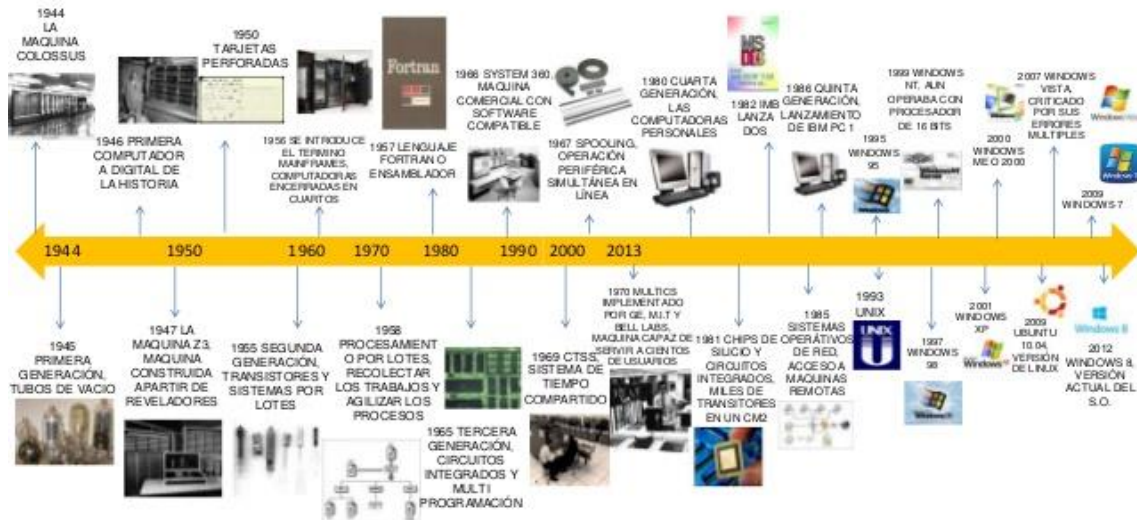 1944
LA
MAQUINA
COLOSSUS
1946 PRIMERA
COMPUTADOR
A DIGITAL DE
LA HISTORIA
1950
TARJETAS
PERFORADAS
1956 SE INTRODUCE
EL TERMINO
MAINFRAMES,
COMPUTADORAS
ENCERRADAS EN
CUARTOS
Fortran
1957 LENGUAJE
FORTRAN O
ENSAMBLADOR
1966 SYSTEM 360,
MAQUINA
COMERCIAL CON
SOFTWARE
COMPATIBLE
1967 SPOOLING,
OPERACIÓN
PERIFÉRICA
SIMULTÁNEA EN
LÍNEA
1980 CUARTA
GENERACIÓN,
LAS
COMPUTADORAS
PERSONALES
MS
DOS
1982 IMB
LANZA
DOS
1986 QUINTA
GENERACIÓN,
LANZAMIENTO
DE IBM PC 1
1995 WINDOWS
95
1999 WINDOWS
NT, AUN
OPERABA CON
PROCESADOR
DE 16 BITS
2000
WINDOWS
ME O 2000
2007 WINDOWS
VISTA,
CRITICADO
POR SUS
ERRORES
MULTIPLES
2009
WINDOWS 7
1944 1950 1960 1970 1980 1990 2000 2013
1945
PRIMERA
GENERACIÓN,
TUBOS DE VACIO
1947 LA
MAQUINA Z3,
MAQUINA
CONSTRUIDA
APARTIR DE
REVELADORES
1955 SEGUNDA
GENERACIÓN,
TRANSISTORES Y
SISTEMAS POR
LOTES
1958
PROCESAMIENT
O POR LOTES,
RECOLECTAR
LOS TRABAJOS Y
AGILIZAR LOS
PROCESOS
1965 TERCERA
GENERACIÓN,
CIRCUITOS
INTEGRADOS Y
MULTI
PROGRAMACIÓN
1969 CTSS,
SISTEMA DE
TIEMPO
COMPARTIDO
1970 MULTICS
IMPLEMENTADO
POR GE, M.I.T Y
BELL LABS,
MAQUINA CAPAZ DE
SERVIR A CIENTOS
DE USUARIOS
1981 CHIPS DE
SILICIO Y
CIRCUITOS
INTEGRADOS,
MILES DE
TRANSITORES
EN UN CM2
1985
SISTEMAS
OPERATIVOS
DE RED,
ACCESO A
MAQUINAS
REMOTAS
1993
UNIX
UNIX
1997
WINDOWS
98
2001
WINDOWS
XP
2009
UBUNTU
10.04,
VERSIÓN
DE LINUX
Windows 8
2012
WINDOWS 8,
VERSIÓN
ACTUAL DEL
S.O.